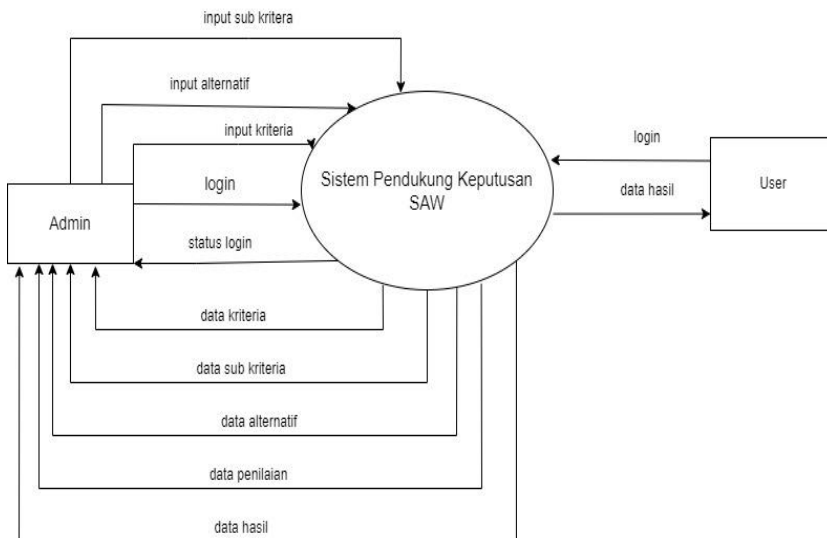 input sub kritera
input alternatif
input kriteria
login
Sistem Pendukung Keputusan
SAW
login
User
data hasil
Admin
status login
data kriteria
data sub kriteria
data alternatif
data penilaian
data hasil